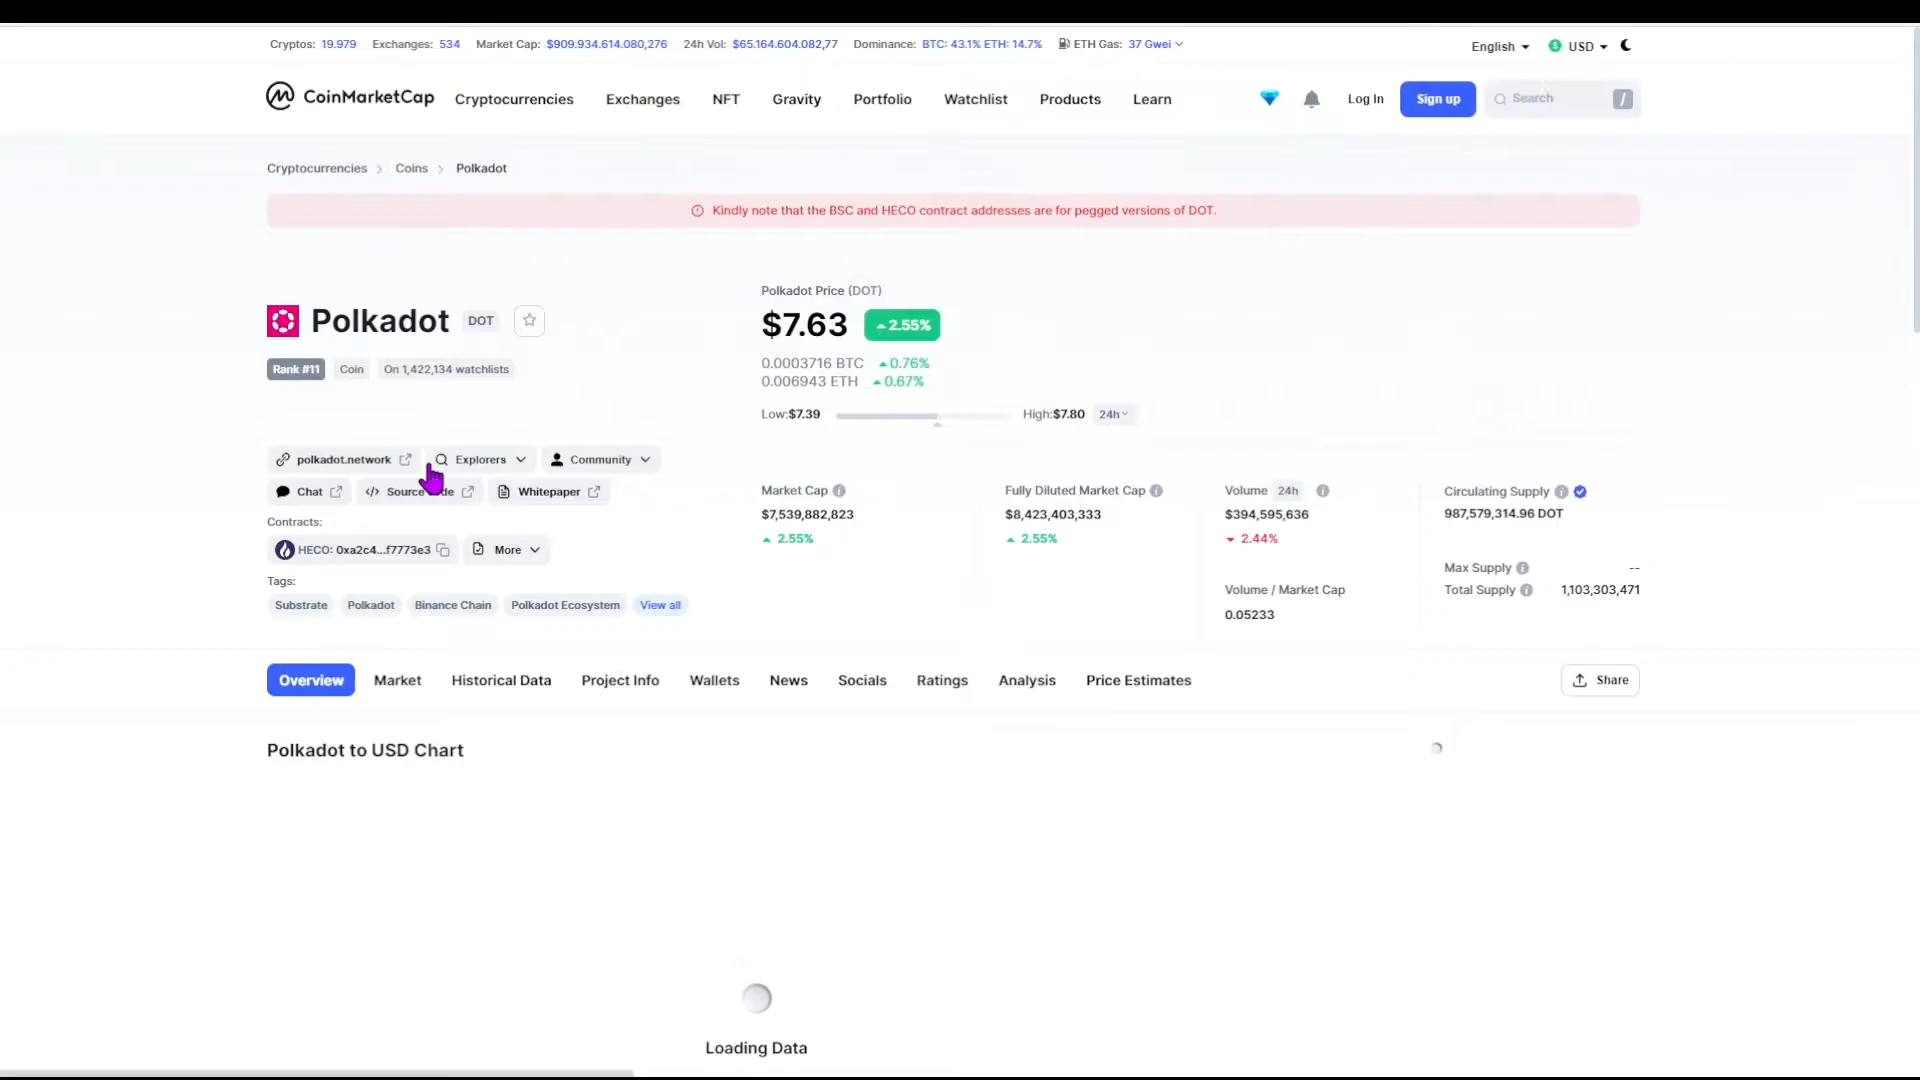 Cryptos: 19.979 Exchanges: 534 Market Cap: $909.934.614.080,276 24h Vol: $65.164.604.082,77 Dominance: BTC: 43.1% ETH: 14.7% ETH Gas: 37 Gwei
English USD
CoinMarketCap Cryptocurrencies Exchanges NFT Gravity Portfolio Watchlist Products Learn Log In Sign up Search /
Cryptocurrencies > Coins > Polkadot
Kindly note that the BSC and HECO contract addresses are for pegged versions of DOT.
Polkadot Price (DOT)
Polkadot DOT
$7.63 2.55%
Rank #11 Coin On 1,422,134 watchlists
0.0003716 BTC 0.76%
0.006943 ETH 0.67%
Low:$7.39 High:$7.80 24h
polkadot.network Explorers Community
Chat Source Whitepaper
Contracts:
HECO: 0xa2c4...f7773e3 More
Tags:
Substrate Polkadot Binance Chain Polkadot Ecosystem View all
Market Cap
$7,539,882,823
2.55%
Fully Diluted Market Cap
$8,423,403,333
2.55%
Volume 24h
$394,595,636
2.44%
Volume / Market Cap
0.05233
Circulating Supply
987,579,314.96 DOT
Max Supply --
Total Supply 1,103,303,471
Overview Market Historical Data Project Info Wallets News Socials Ratings Analysis Price Estimates Share
Polkadot to USD Chart
Loading Data